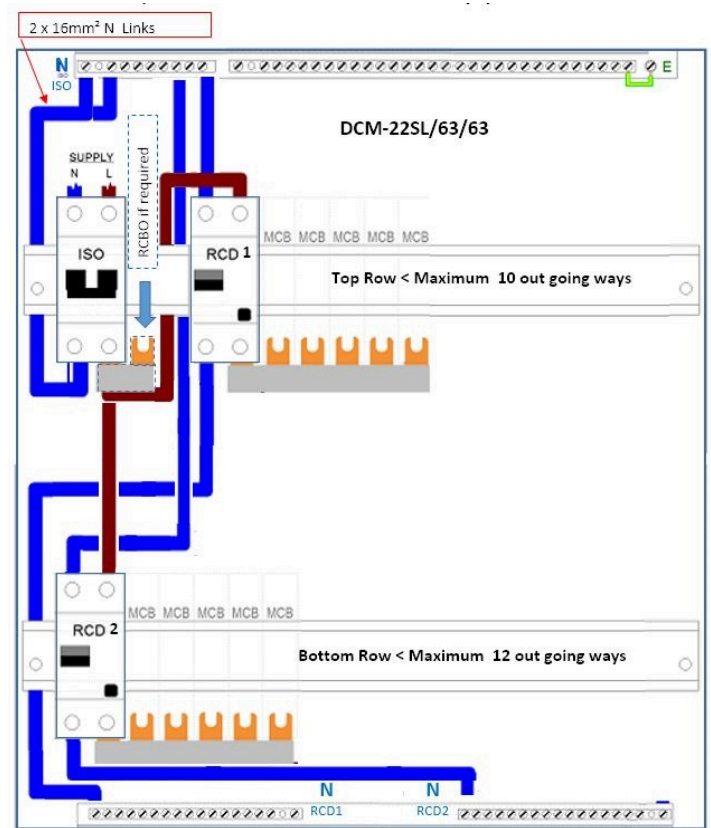 2 x 16mm² N Links
N
ISO
ISO
E
DCM-22SL/63/63
SUPPLY
N L
RCBO if required
ISO
RCD 1
MCB MCB MCB MCB MCB
Top Row < Maximum 10 out going ways
MCB MCB MCB MCB MCB
RCD 2
Bottom Row < Maximum 12 out going ways
N N
RCD1 RCD2